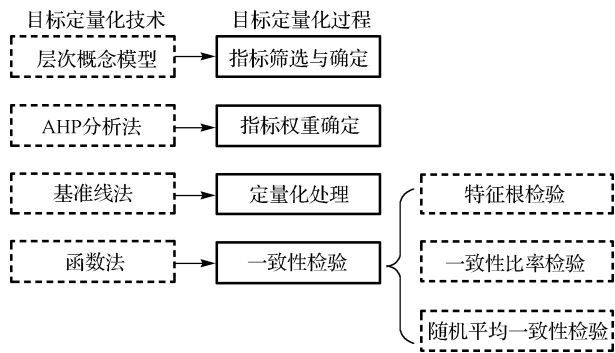 目标定量化技术
目标定量化过程
层次概念模型
指标筛选与确定
AHP分析法
指标权重确定
基准线法
定量化处理
特征根检验
函数法
一致性检验
一致性比率检验
随机平均一致性检验